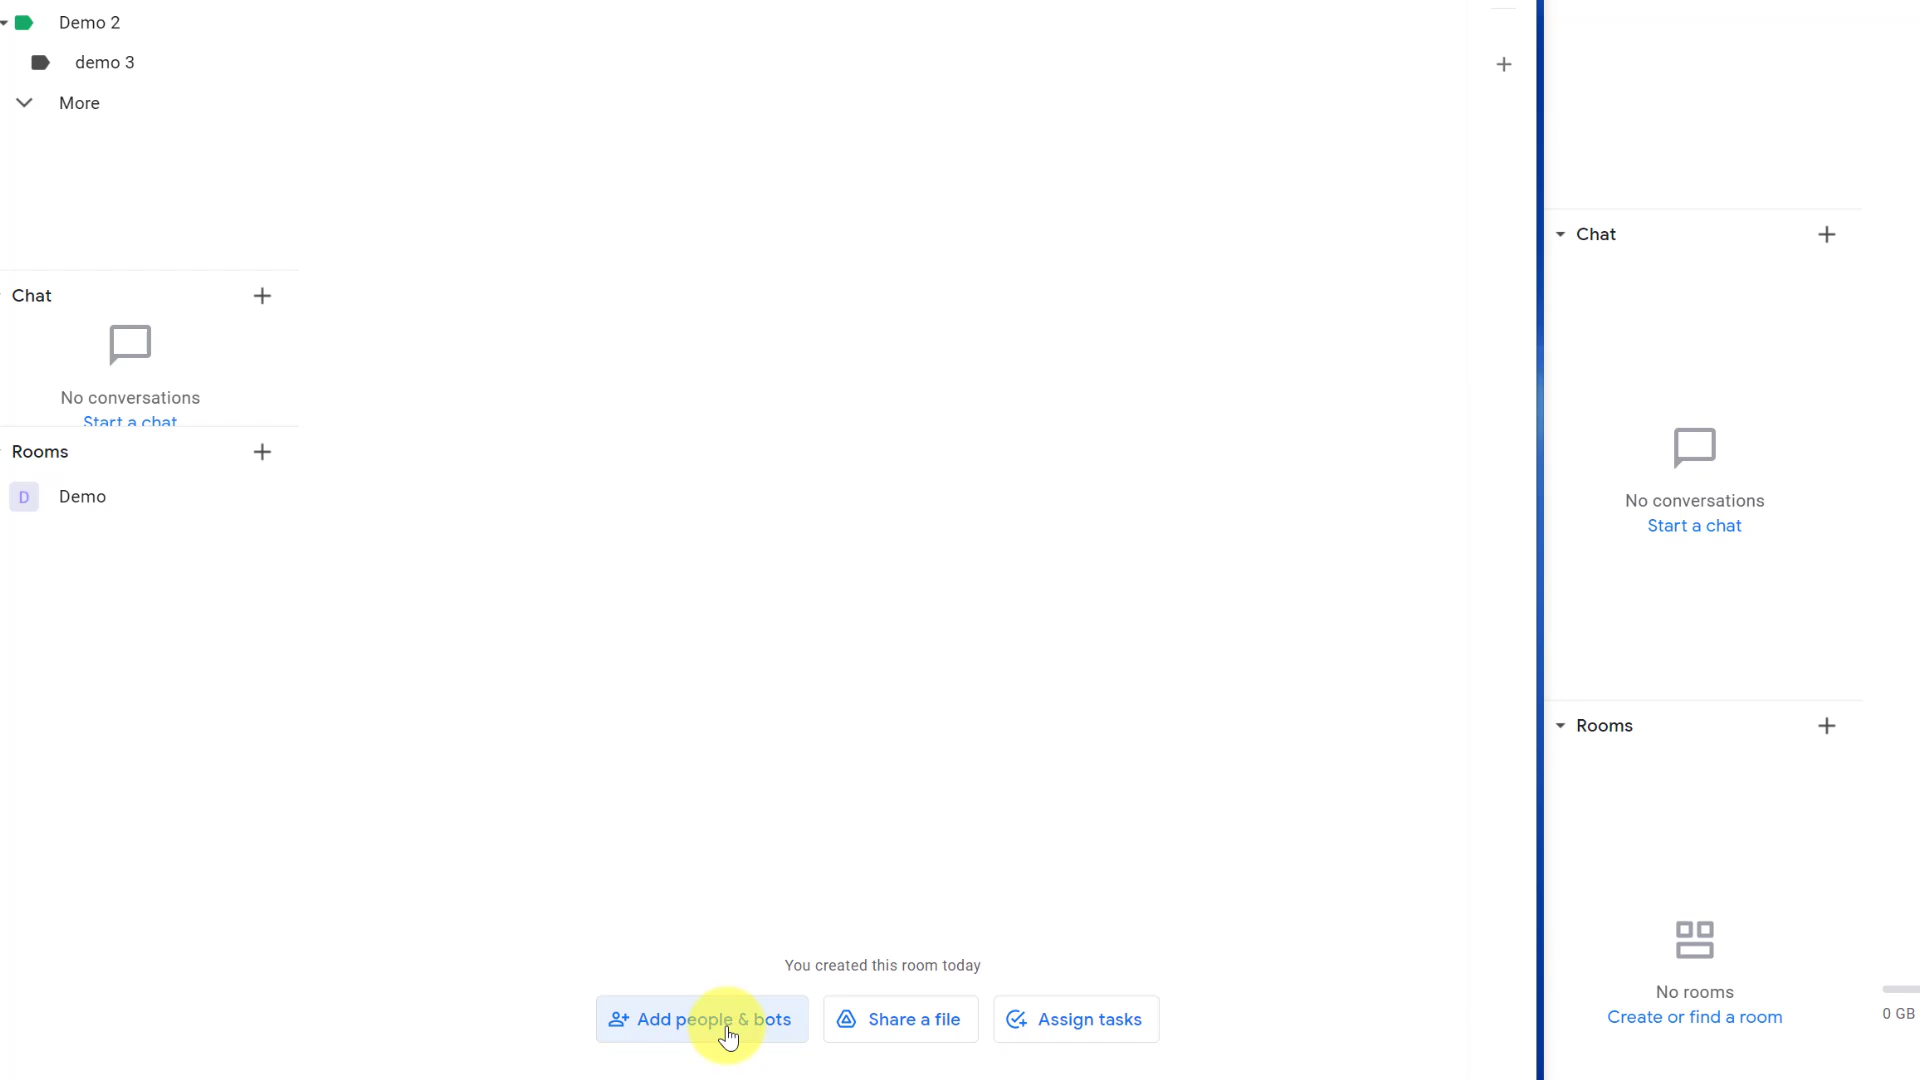 Demo 2
demo 3
More
Chat
No conversations
Start a chat
Rooms
D Demo
You created this room today
Add people & bots
Share a file
Assign tasks
Chat
No conversations
Start a chat
Rooms
No rooms
Create or find a room
0 GB